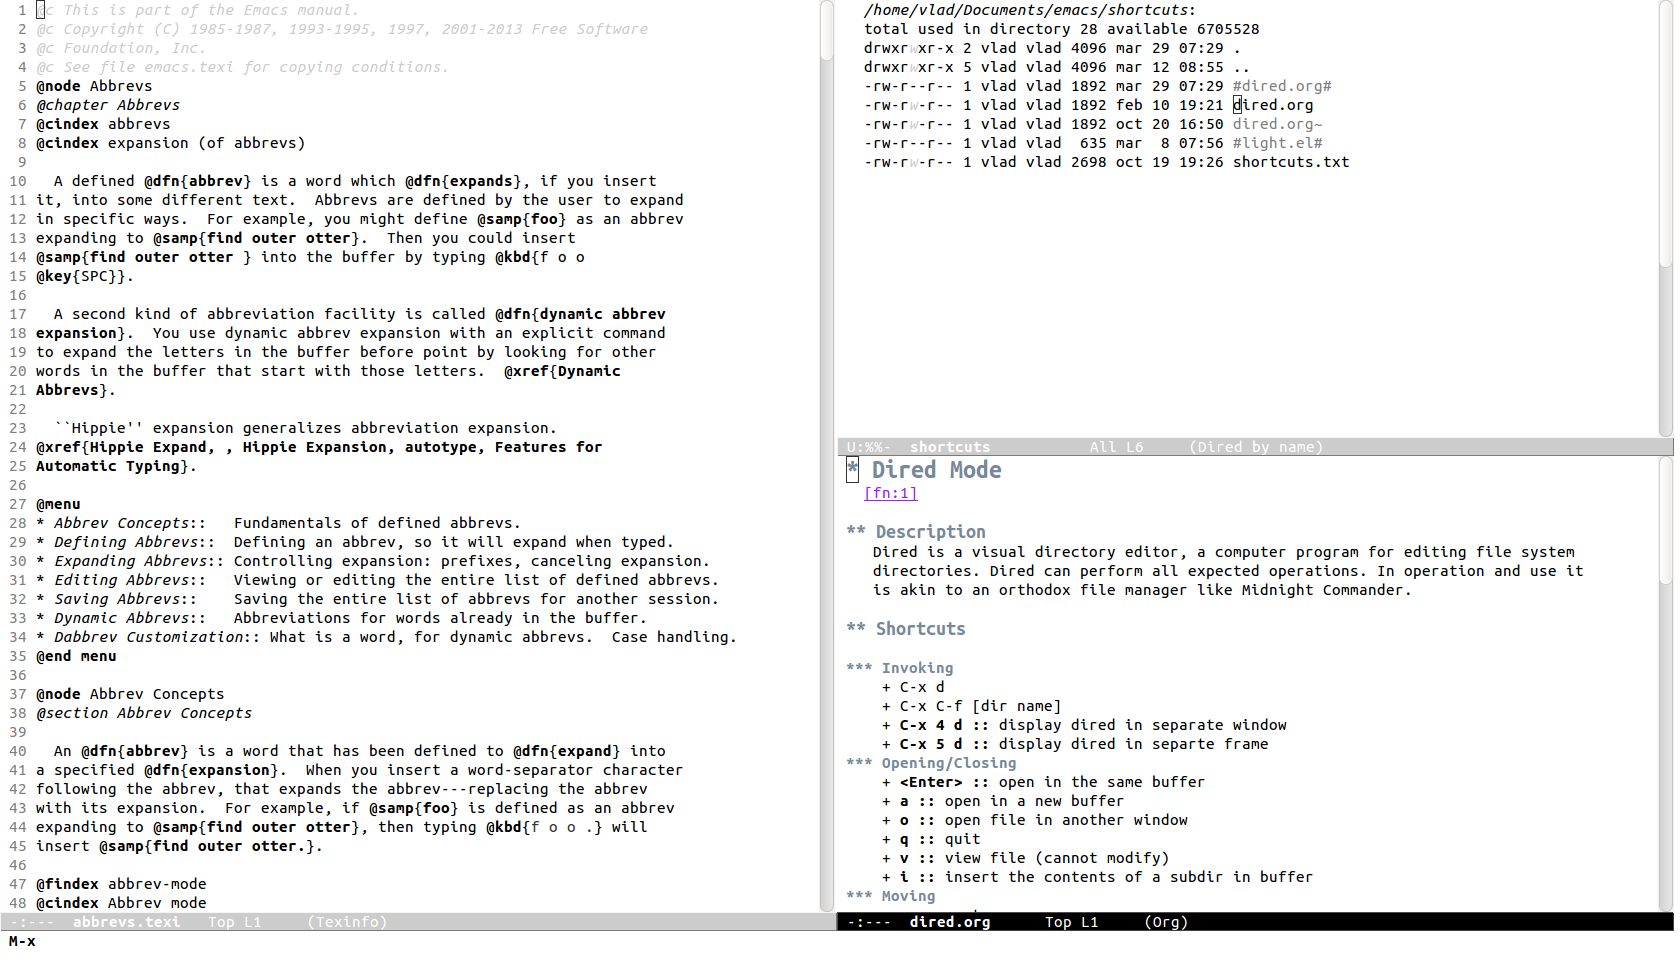 1 @c This is part of the Emacs manual.
2 @c Copyright (C) 1985-1987, 1993-1995, 1997, 2001-2013 Free Software
3 @c Foundation, Inc.
4 @c See file emacs.texi for copying conditions.
5 @node Abbrevs
6 @chapter Abbrevs
7 @cindex abbrevs
8 @cindex expansion (of abbrevs)
9
10   A defined @dfn{abbrev} is a word which @dfn{expands}, if you insert
11 it, into some different text.  Abbrevs are defined by the user to expand
12 in specific ways.  For example, you might define @samp{foo} as an abbrev
13 expanding to @samp{find outer otter}.  Then you could insert
14 @samp{find outer otter } into the buffer by typing @kbd{f o o
15 @key{SPC}}.
16
17   A second kind of abbreviation facility is called @dfn{dynamic abbrev
18 expansion}.  You use dynamic abbrev expansion with an explicit command
19 to expand the letters in the buffer before point by looking for other
20 words in the buffer that start with those letters.  @xref{Dynamic
21 Abbrevs}.
22
23   ``Hippie'' expansion generalizes abbreviation expansion.
24 @xref{Hippie Expand, , Hippie Expansion, autotype, Features for
25 Automatic Typing}.
26
27 @menu
28 * Abbrev Concepts::   Fundamentals of defined abbrevs.
29 * Defining Abbrevs::  Defining an abbrev, so it will expand when typed.
30 * Expanding Abbrevs:: Controlling expansion: prefixes, canceling expansion.
31 * Editing Abbrevs::   Viewing or editing the entire list of defined abbrevs.
32 * Saving Abbrevs::    Saving the entire list of abbrevs for another session.
33 * Dynamic Abbrevs::   Abbreviations for words already in the buffer.
34 * Dabbrev Customization:: What is a word, for dynamic abbrevs.  Case handling.
35 @end menu
36
37 @node Abbrev Concepts
38 @section Abbrev Concepts
39
40   An @dfn{abbrev} is a word that has been defined to @dfn{expand} into
41 a specified @dfn{expansion}.  When you insert a word-separator character
42 following the abbrev, that expands the abbrev---replacing the abbrev
43 with its expansion.  For example, if @samp{foo} is defined as an abbrev
44 expanding to @samp{find outer otter}, then typing @kbd{f o o .} will
45 insert @samp{find outer otter.}.
46
47 @findex abbrev-mode
48 @cindex Abbrev mode
-:---  abbrevs.texi   Top L1     (Texinfo)
/home/vlad/Documents/emacs/shortcuts:
total used in directory 28 available 6705528
drwxrwxr-x 2 vlad vlad 4096 mar 29 07:29 .
drwxrwxr-x 5 vlad vlad 4096 mar 12 08:55 ..
-rw-r--r-- 1 vlad vlad 1892 mar 29 07:29 #dired.org#
-rw-rw-r-- 1 vlad vlad 1892 feb 10 19:21 dired.org
-rw-rw-r-- 1 vlad vlad 1892 oct 20 16:50 dired.org~
-rw-r--r-- 1 vlad vlad  635 mar  8 07:56 #light.el#
-rw-rw-r-- 1 vlad vlad 2698 oct 19 19:26 shortcuts.txt
U:%%-  shortcuts           All L6     (Dired by name)
* Dired Mode
[fn:1]
** Description
Dired is a visual directory editor, a computer program for editing file system
directories. Dired can perform all expected operations. In operation and use it
is akin to an orthodox file manager like Midnight Commander.
** Shortcuts
*** Invoking
+ C-x d
+ C-x C-f [dir name]
+ C-x 4 d :: display dired in separate window
+ C-x 5 d :: display dired in separte frame
*** Opening/Closing
+ <Enter> :: open in the same buffer
+ a :: open in a new buffer
+ o :: open file in another window
+ q :: quit
+ v :: view file (cannot modify)
+ i :: insert the contents of a subdir in buffer
*** Moving
-:---  dired.org      Top L1     (Org)
M-x